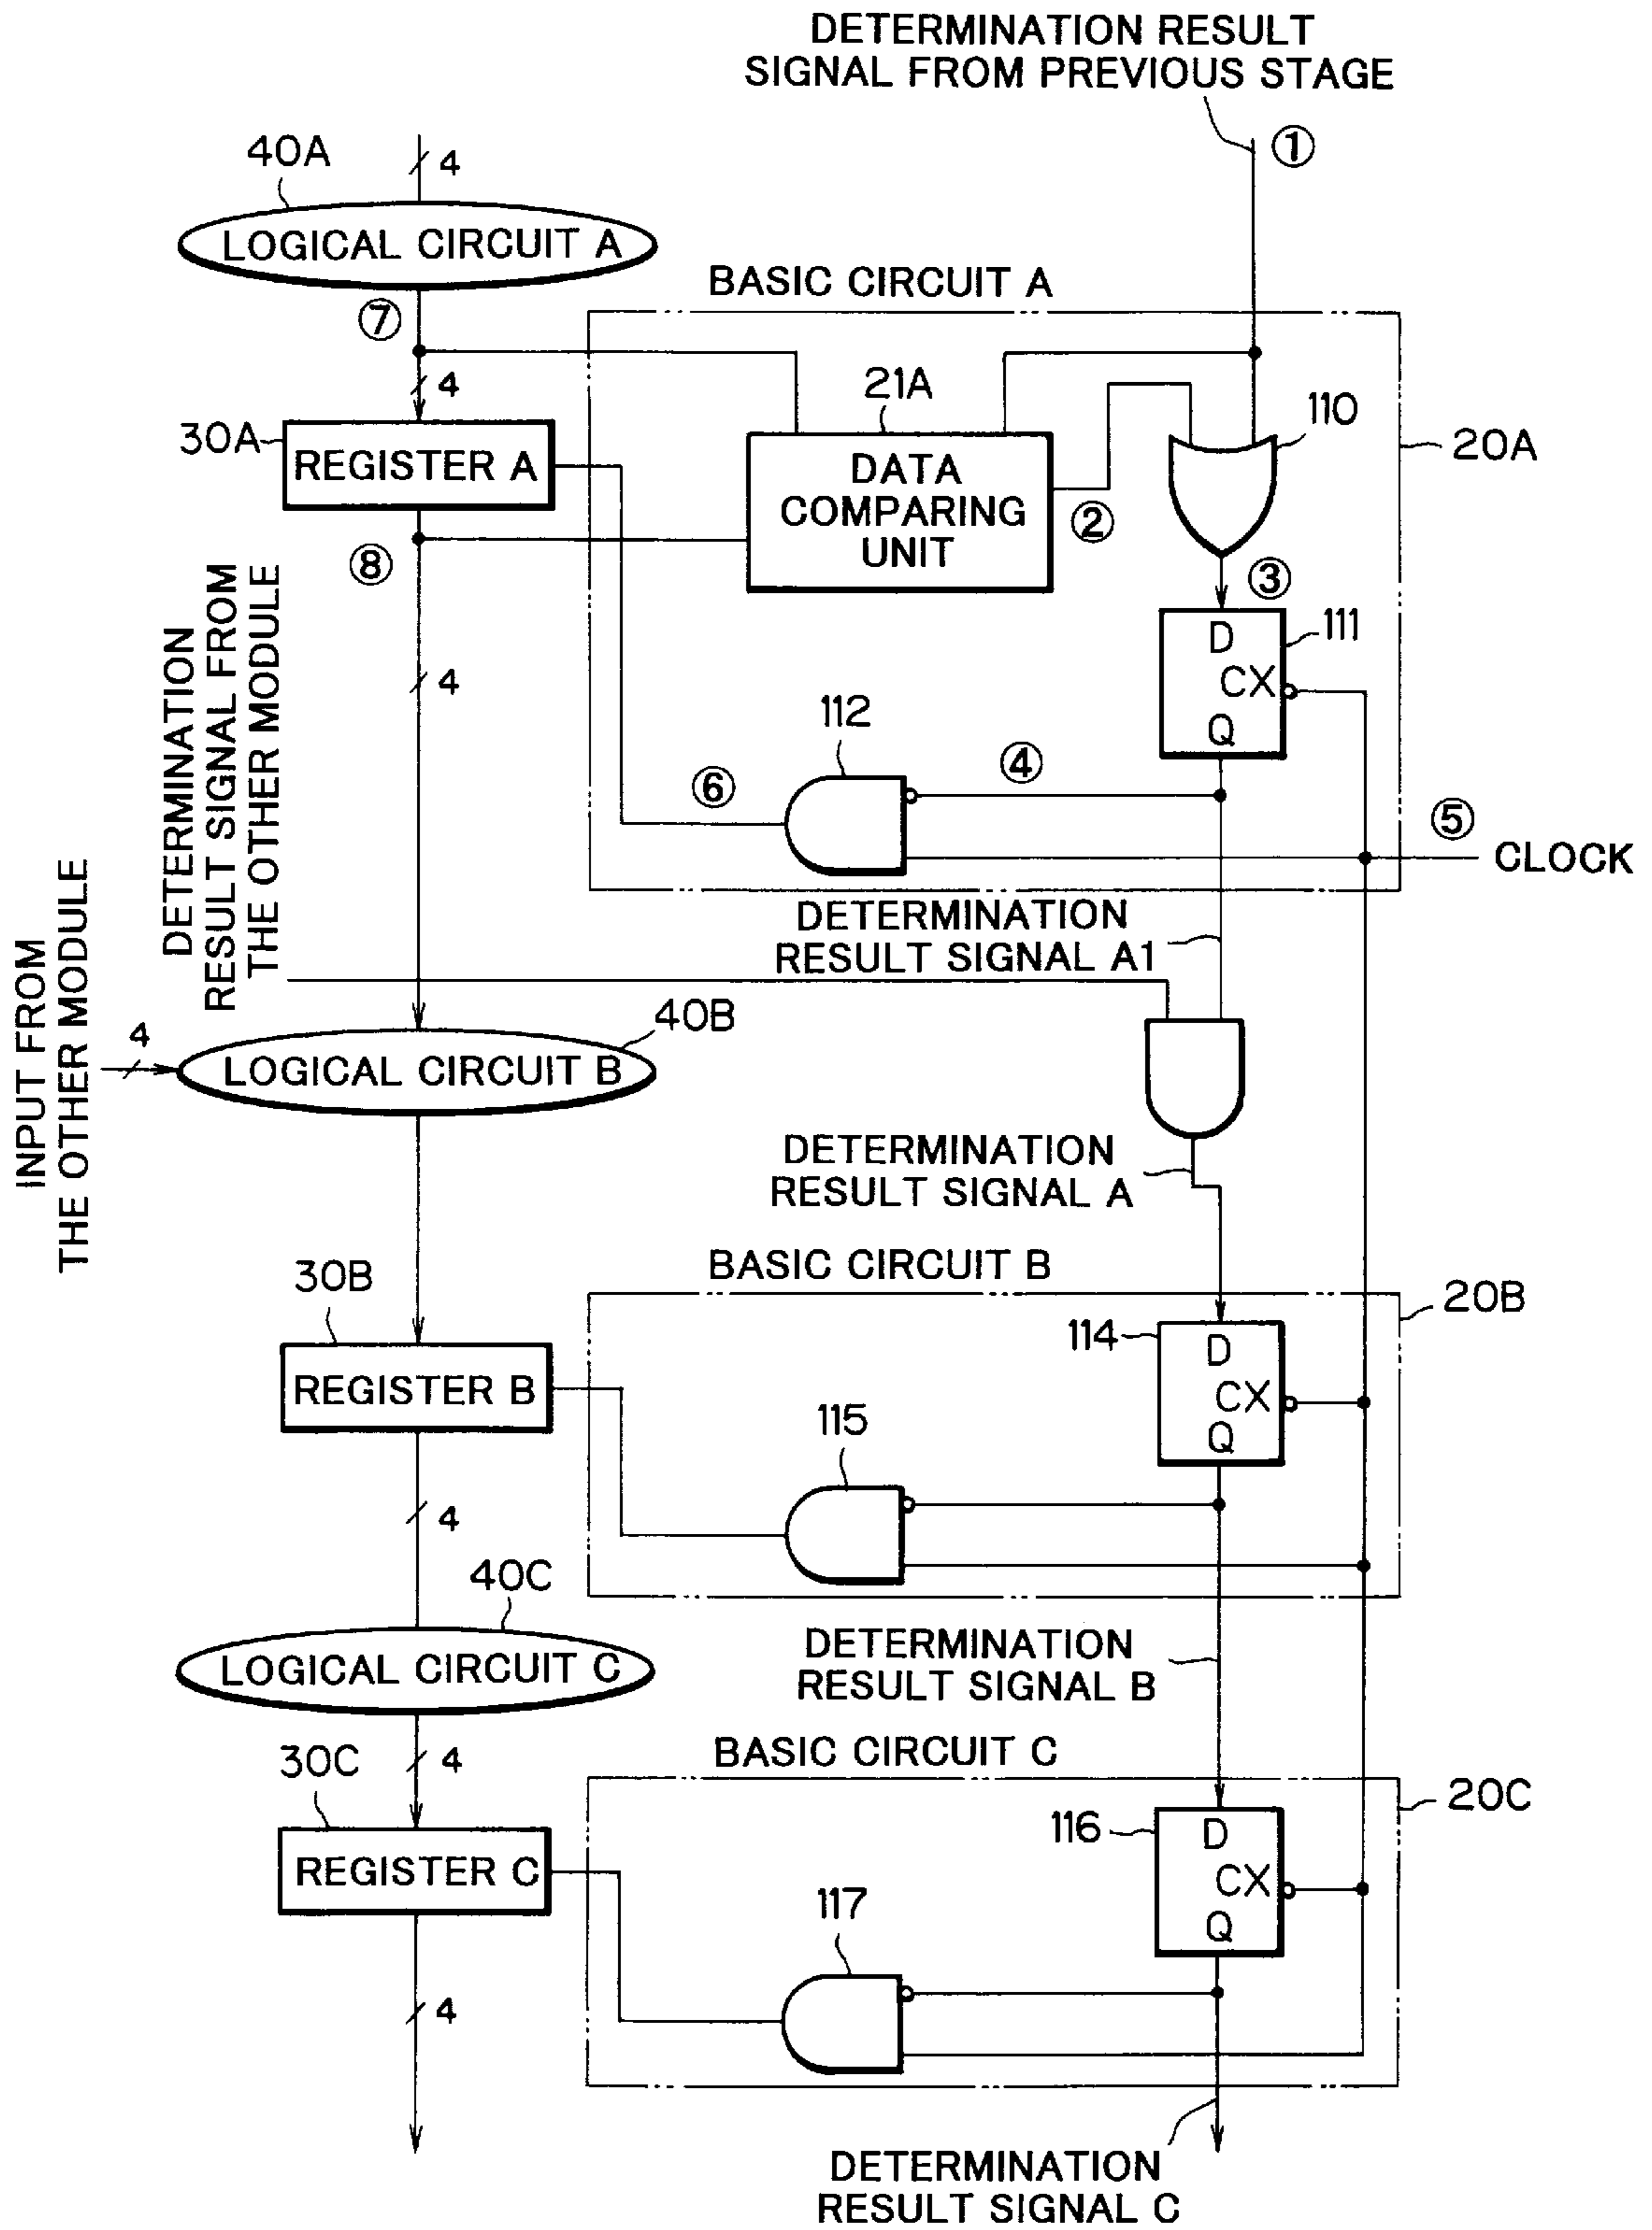 DETERMINATION RESULT
SIGNAL FROM PREVIOUS STAGE
①
40A
4
LOGICAL CIRCUIT A
BASIC CIRCUIT A
⑦
4
21A
110
20A
30A
REGISTER A
DATA
COMPARING
UNIT
②
③
⑧
DETERMINATION
RESULT SIGNAL FROM
THE OTHER MODULE
D
CX
Q
111
4
112
④
⑥
⑤
CLOCK
DETERMINATION
RESULT SIGNAL A1
INPUT FROM
THE OTHER MODULE
4
40B
LOGICAL CIRCUIT B
DETERMINATION
RESULT SIGNAL A
BASIC CIRCUIT B
20B
30B
REGISTER B
114
D
CX
Q
115
4
40C
LOGICAL CIRCUIT C
DETERMINATION
RESULT SIGNAL B
BASIC CIRCUIT C
20C
30C
4
REGISTER C
116
D
CX
Q
117
4
DETERMINATION
RESULT SIGNAL C